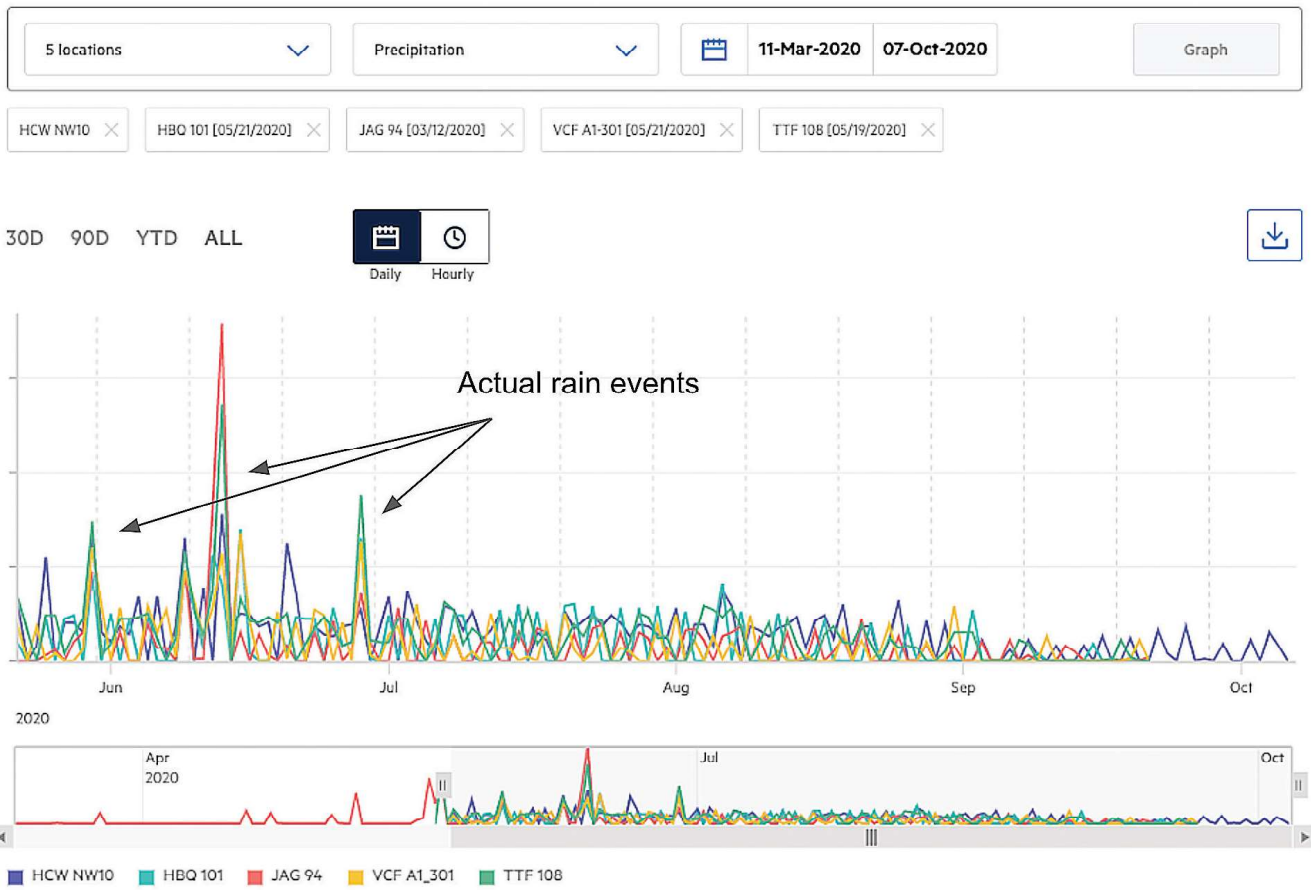 5 locations Precipitation 11-Mar-2020 07-Oct-2020 Graph
HCW NW10 HBQ 101 [05/21/2020] JAG 94 [03/12/2020] VCF A1-301 [05/21/2020] TTF 108 [05/19/2020]
30D 90D YTD ALL
Daily Hourly
Actual rain events
Jun Jul Aug Sep Oct
2020
Apr Jul Oct
2020
HCW NW10 HBQ 101 JAG 94 VCF A1_301 TTF 108